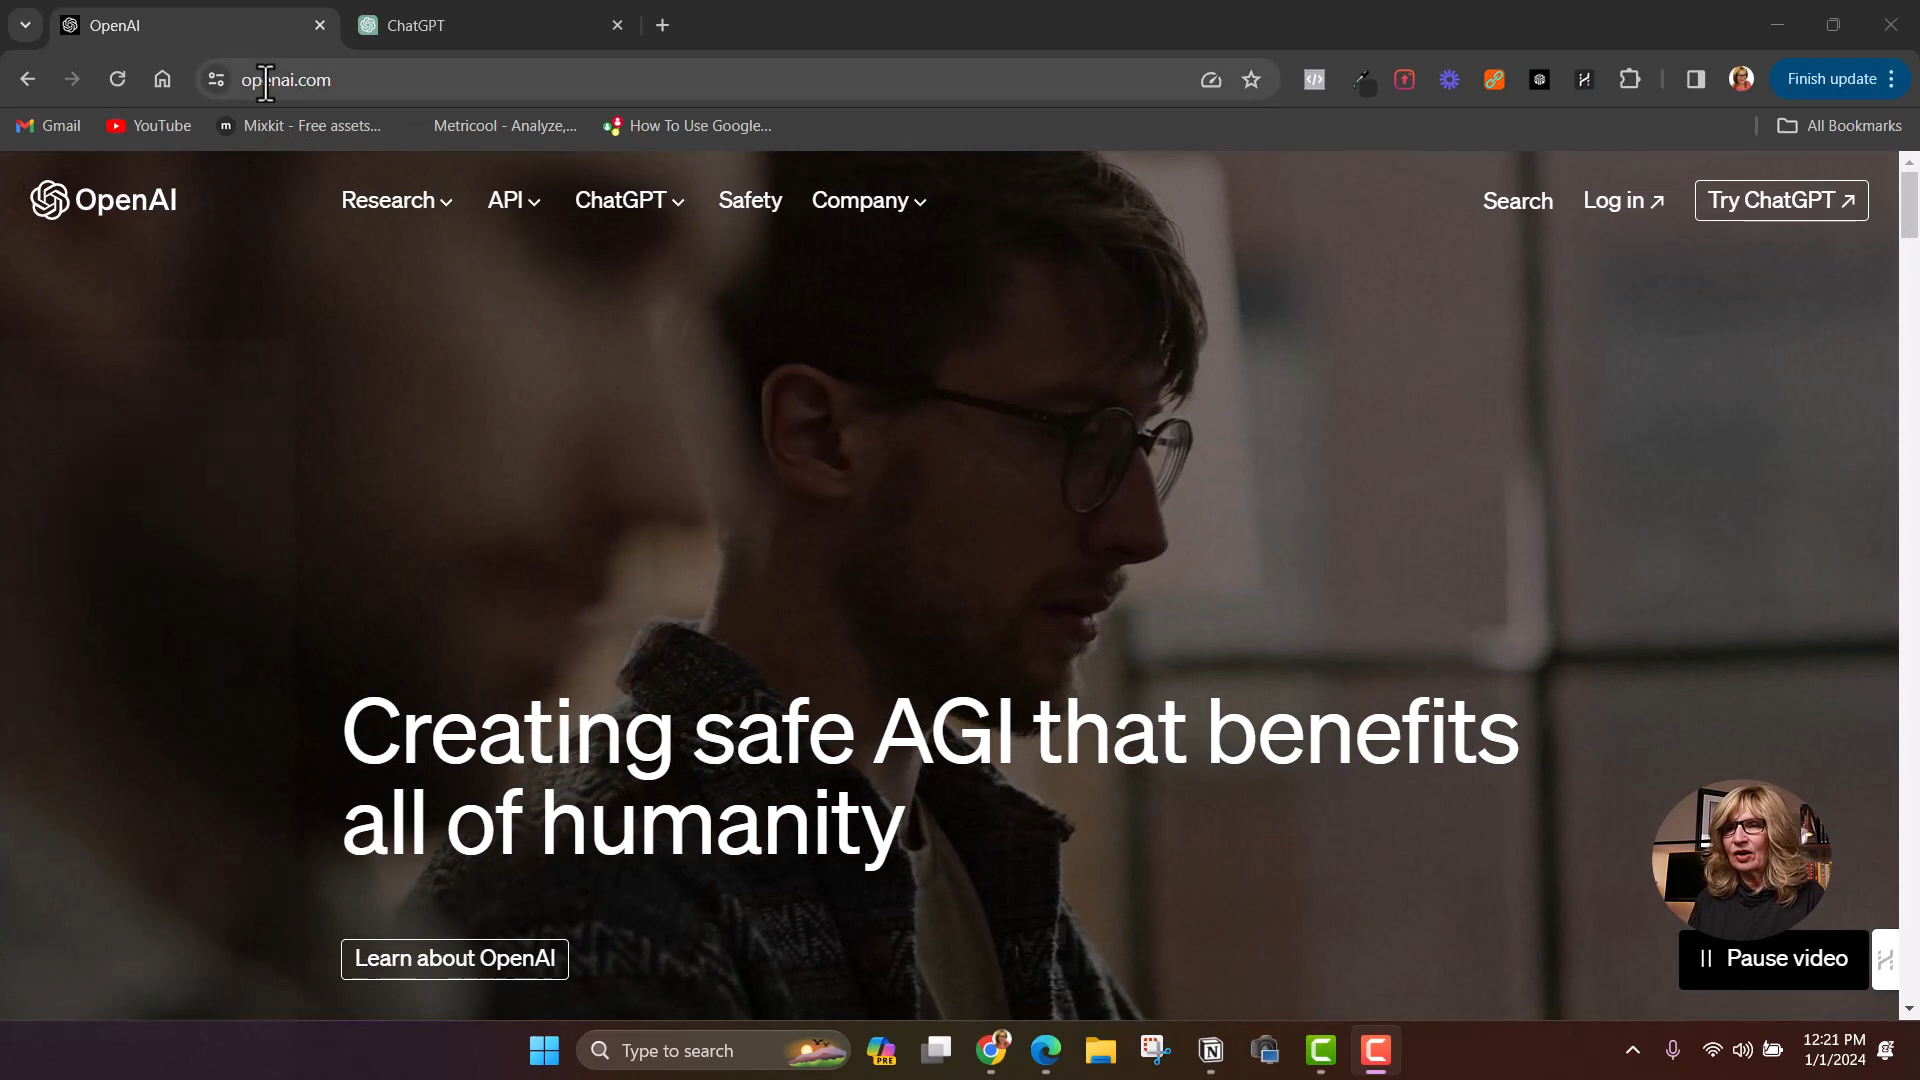 OpenAI
ChatGPT
openai.com
Finish update
Gmail
YouTube
m
Mixkit - Free assets...
Metricool - Analyze,...
How To Use Google...
All Bookmarks
OpenAI
Research
API
ChatGPT
Safety
Company
Search
Log in
Try ChatGPT
Creating safe AGI that benefits
all of humanity
Learn about OpenAI
Pause video
Type to search
PRE
12:21 PM
1/1/2024